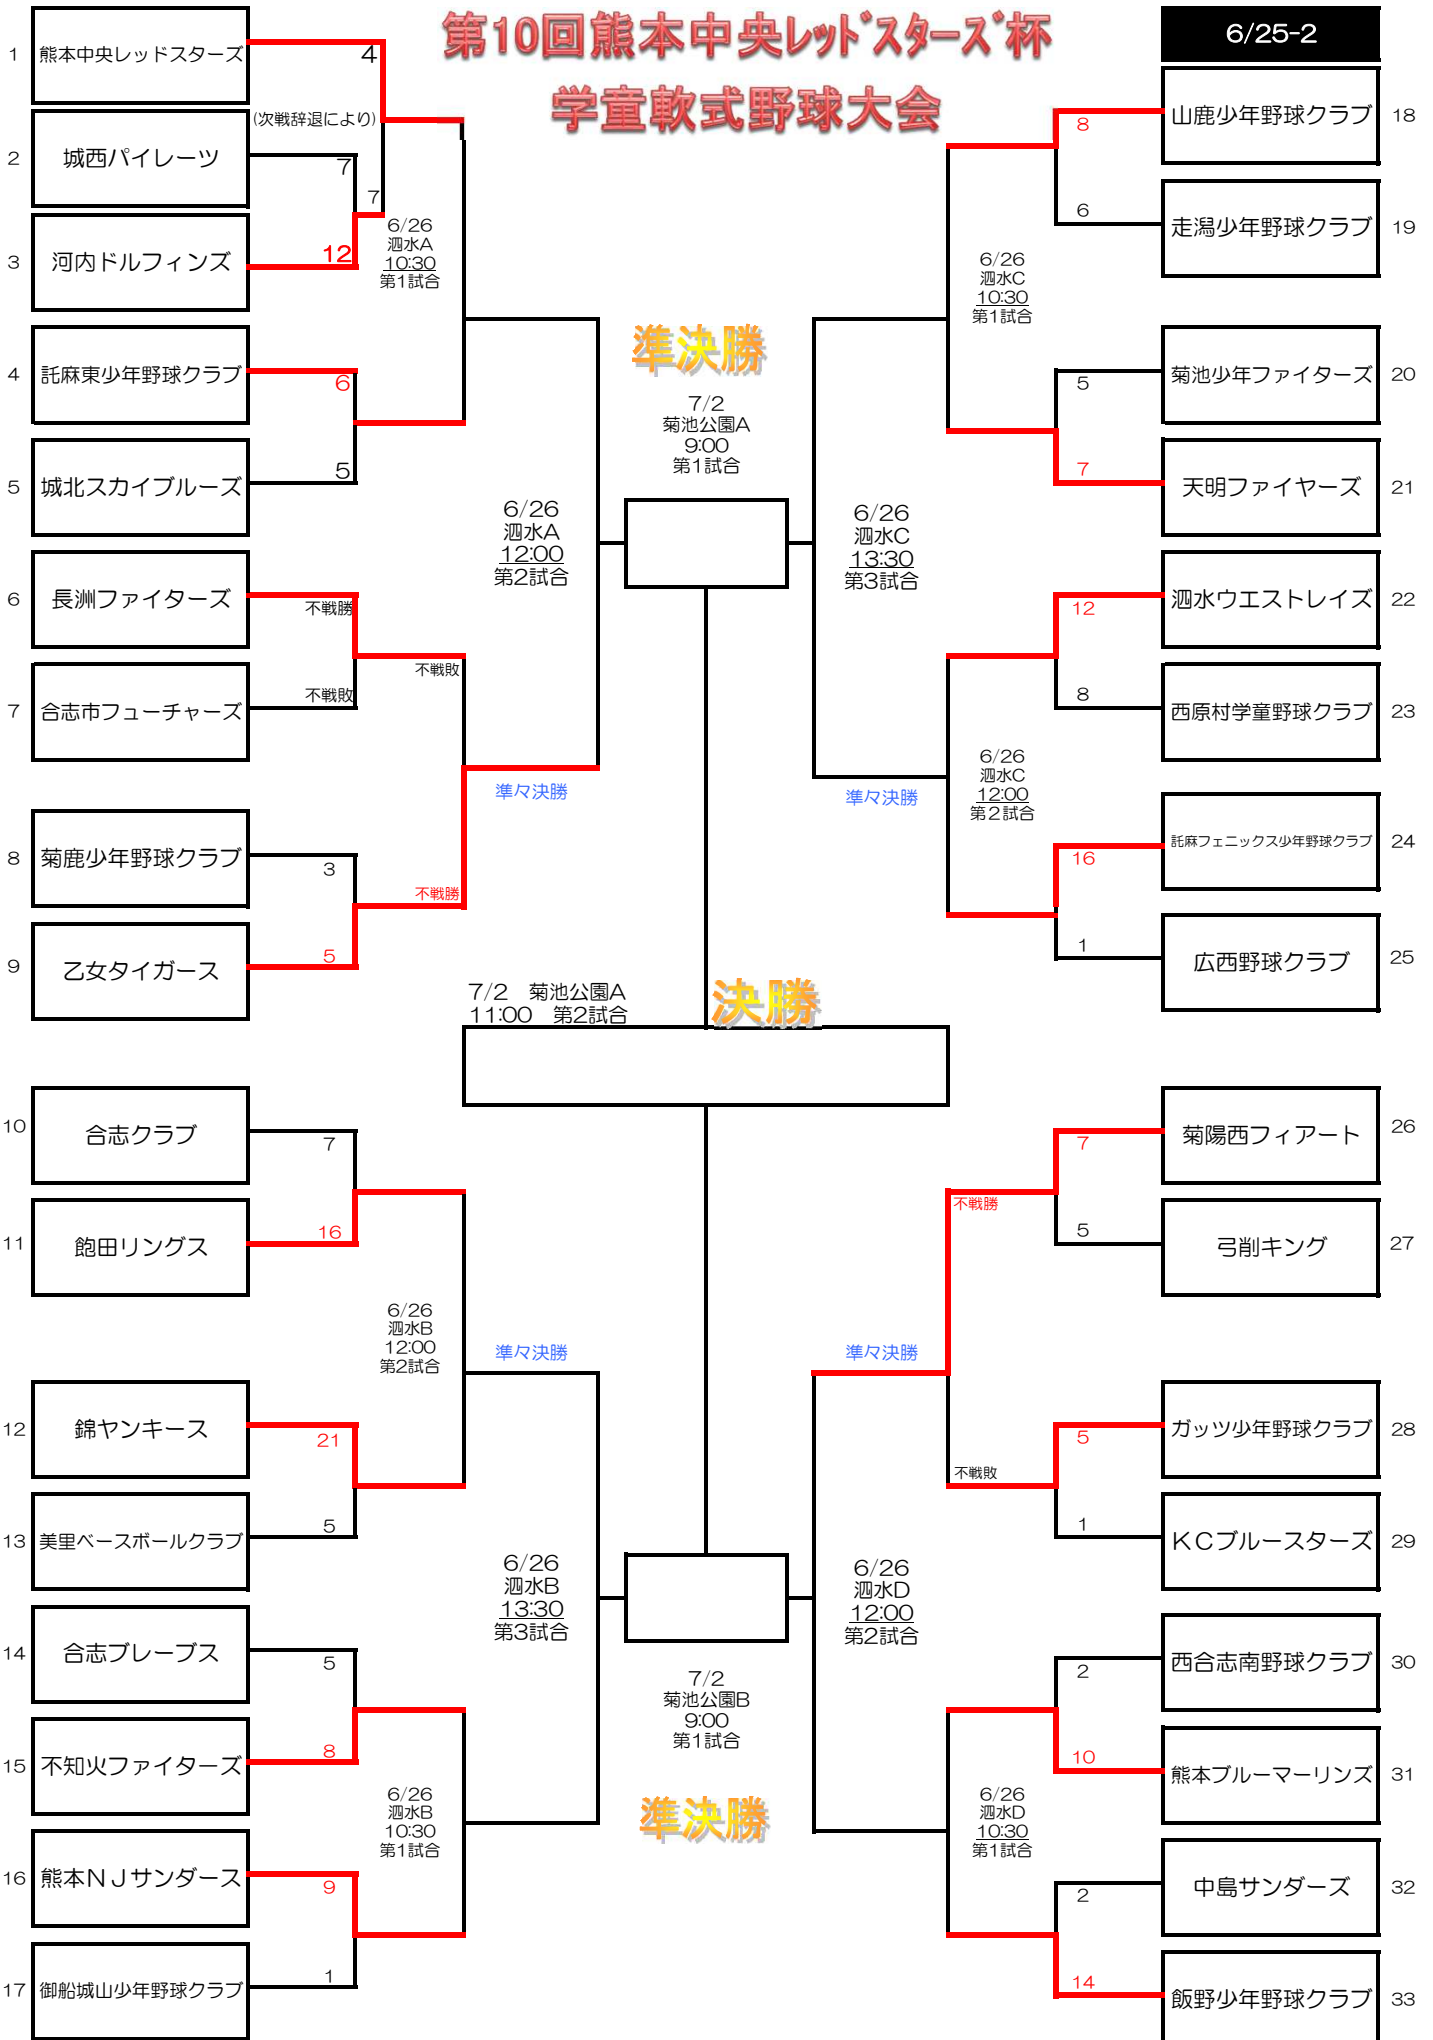 第10回熊本中央レッドスターズ杯
学童軟式野球大会
6/25-2
1
熊本中央レッドスターズ
4
(次戦辞退により)
2
城西パイレーツ
7
7
3
河内ドルフィンズ
12
6/26
泗水A
10:30
第1試合
4
託麻東少年野球クラブ
6
5
城北スカイブルーズ
5
6/26
泗水A
12:00
第2試合
6
長洲ファイターズ
不戦勝
不戦敗
7
合志市フューチャーズ
不戦敗
準々決勝
8
菊鹿少年野球クラブ
3
不戦勝
9
乙女タイガース
5
準決勝
7/2
菊池公園A
9:00
第1試合
7/2 菊池公園A
11:00 第2試合
決勝
10
合志クラブ
7
11
飽田リングス
16
6/26
泗水B
12:00
第2試合
準々決勝
12
錦ヤンキース
21
13
美里ベースボールクラブ
5
6/26
泗水B
13:30
第3試合
14
合志ブレーブス
5
15
不知火ファイターズ
8
6/26
泗水B
10:30
第1試合
16
熊本NJサンダース
9
17
御船城山少年野球クラブ
1
7/2
菊池公園B
9:00
第1試合
準決勝
8
山鹿少年野球クラブ
18
6
走潟少年野球クラブ
19
6/26
泗水C
10:30
第1試合
5
菊池少年ファイターズ
20
7
天明ファイヤーズ
21
6/26
泗水C
13:30
第3試合
12
泗水ウエストレイズ
22
8
西原村学童野球クラブ
23
6/26
泗水C
12:00
第2試合
準々決勝
16
託麻フェニックス少年野球クラブ
24
1
広西野球クラブ
25
7
菊陽西フィアート
26
不戦勝
5
弓削キング
27
準々決勝
5
ガッツ少年野球クラブ
28
不戦敗
1
KCブルースターズ
29
6/26
泗水D
12:00
第2試合
2
西合志南野球クラブ
30
10
熊本ブルーマーリンズ
31
6/26
泗水D
10:30
第1試合
2
中島サンダーズ
32
14
飯野少年野球クラブ
33